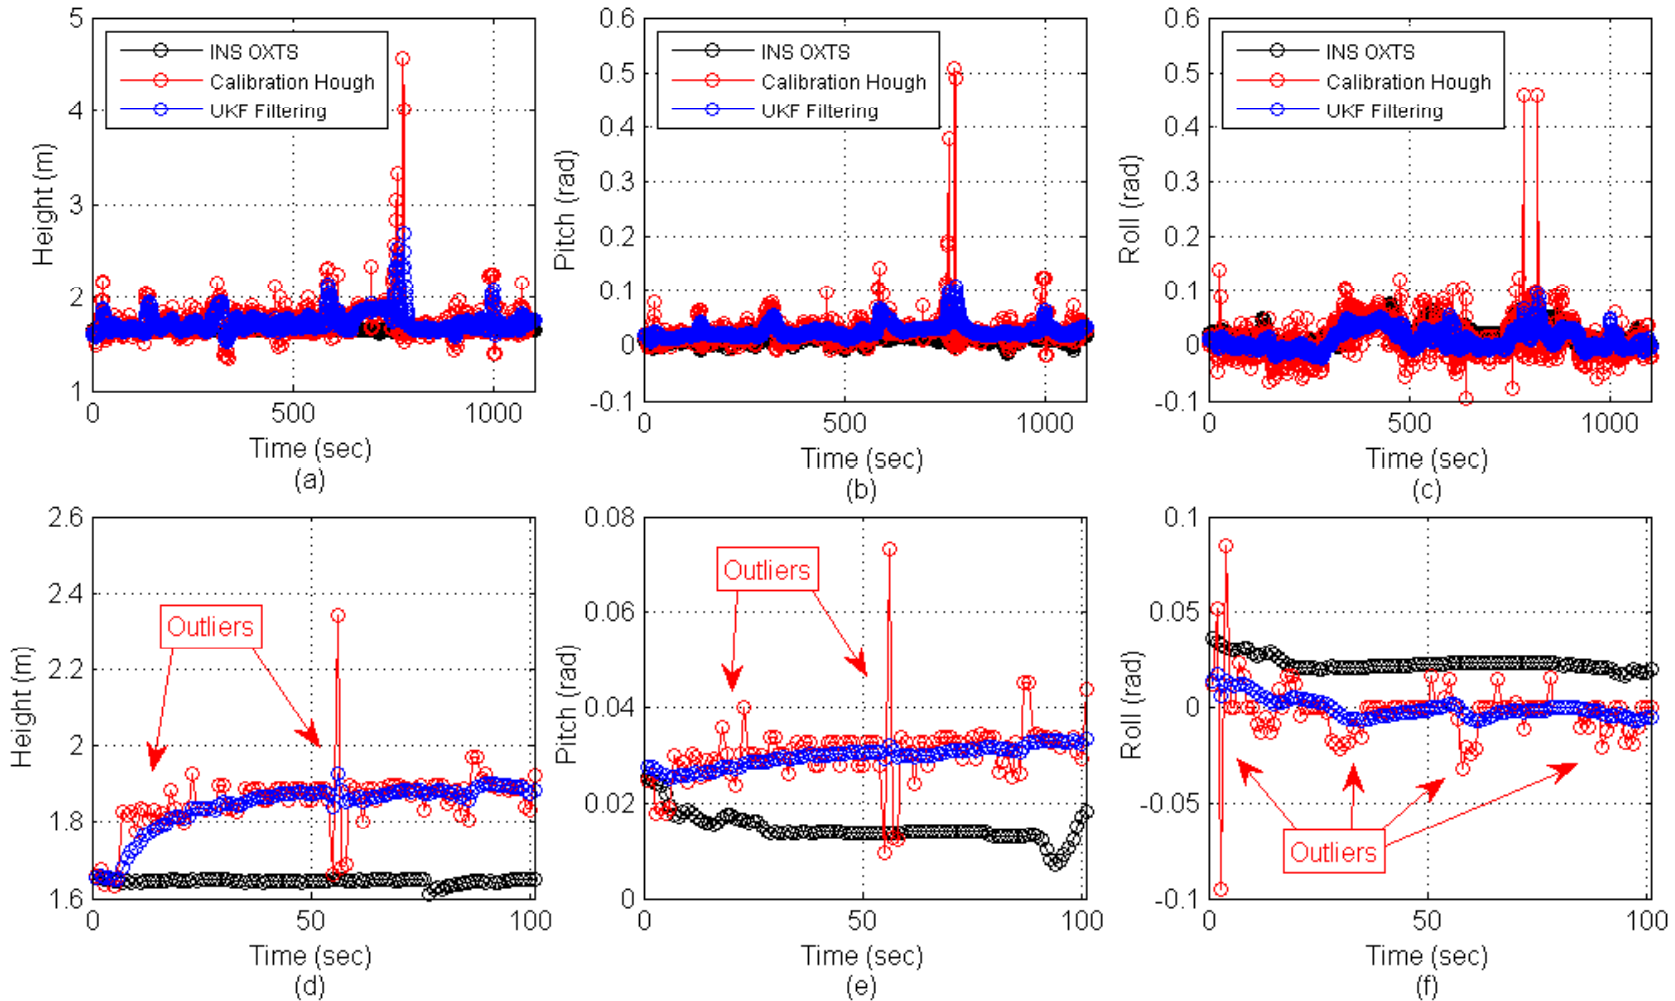 5
4
3
2
1
0
500
1000
Height (m)
Time (sec)
(a)
INS OXTS
Calibration Hough
UKF Filtering
0.6
0.5
0.4
0.3
0.2
0.1
0
-0.1
0
500
1000
Pitch (rad)
Time (sec)
(b)
INS OXTS
Calibration Hough
UKF Filtering
0.6
0.5
0.4
0.3
0.2
0.1
0
-0.1
0
500
1000
Roll (rad)
Time (sec)
(c)
INS OXTS
Calibration Hough
UKF Filtering
2.6
2.4
2.2
2
1.8
1.6
0
50
100
Height (m)
Time (sec)
(d)
Outliers
0.08
0.06
0.04
0.02
0
0
50
100
Pitch (rad)
Time (sec)
(e)
Outliers
0.1
0.05
0
-0.05
-0.1
0
50
100
Roll (rad)
Time (sec)
(f)
Outliers